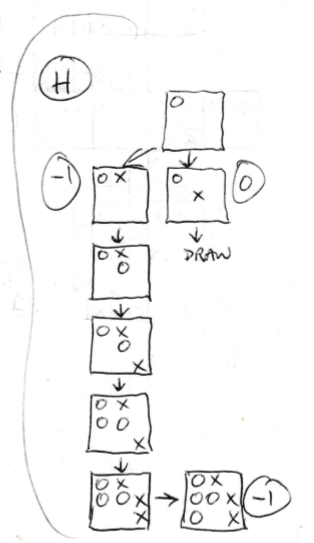 H
O
-1 O X O X 0
O X DRAW
O
O X
O
X
O X
O O
X
O X O X
O O X O O X -1
X O X